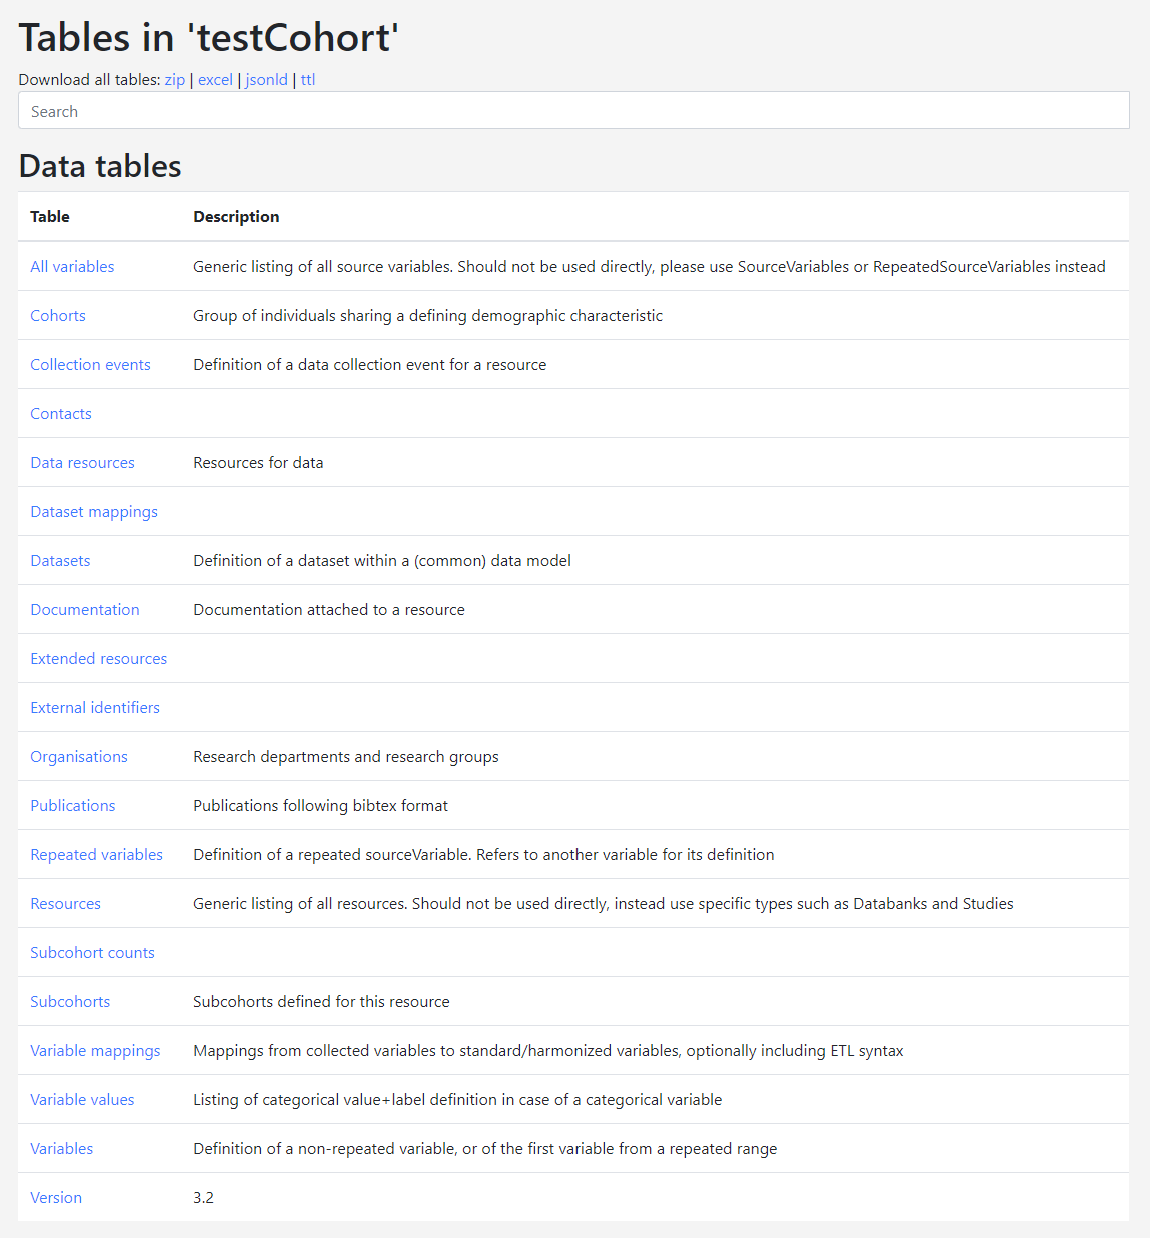 Tables in 'testCohort'
Download all tables: zip | excel | jsonld | ttl
Search
Data tables
Table Description
All variables Generic listing of all source variables. Should not be used directly, please use SourceVariables or RepeatedSourceVariables instead
Cohorts Group of individuals sharing a defining demographic characteristic
Collection events Definition of a data collection event for a resource
Contacts
Data resources Resources for data
Dataset mappings
Datasets Definition of a dataset within a (common) data model
Documentation Documentation attached to a resource
Extended resources
External identifiers
Organisations Research departments and research groups
Publications Publications following bibtex format
Repeated variables Definition of a repeated sourceVariable. Refers to another variable for its definition
Resources Generic listing of all resources. Should not be used directly, instead use specific types such as Databanks and Studies
Subcohort counts
Subcohorts Subcohorts defined for this resource
Variable mappings Mappings from collected variables to standard/harmonized variables, optionally including ETL syntax
Variable values Listing of categorical value+label definition in case of a categorical variable
Variables Definition of a non-repeated variable, or of the first variable from a repeated range
Version 3.2